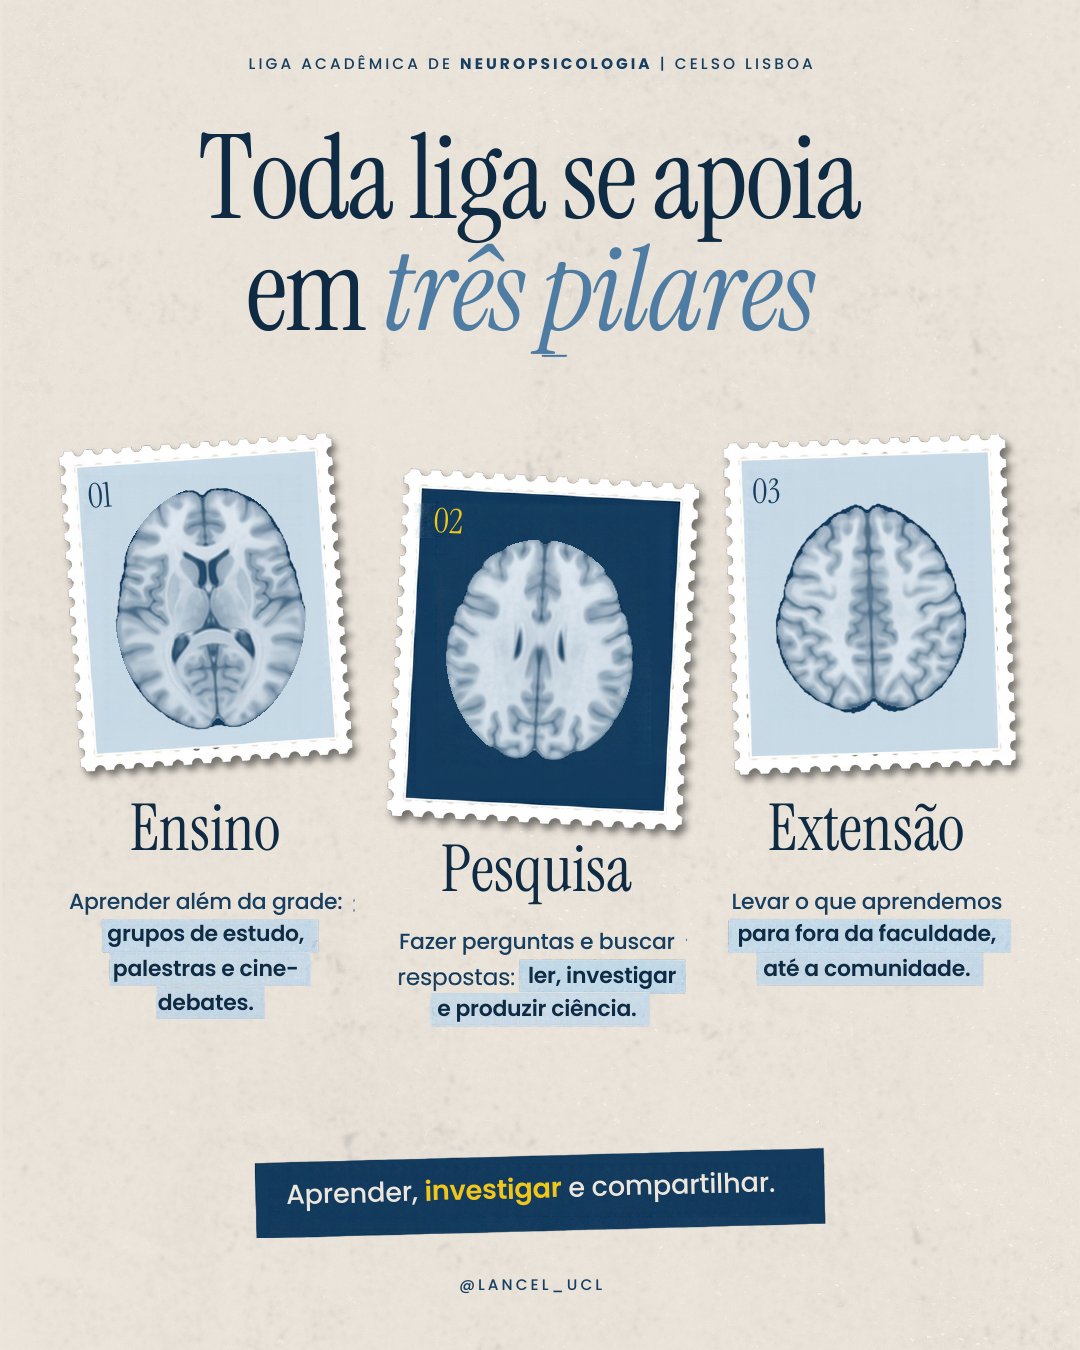 LIGA ACADÊMICA DE NEUROPSICOLOGIA | CELSO LISBOA
Toda liga se apoia
em três pilares
01
Ensino
Aprender além da grade:
grupos de estudo,
palestras e cine-
debates.
02
Pesquisa
Fazer perguntas e buscar
respostas: ler, investigar
e produzir ciência.
03
Extensão
Levar o que aprendemos
para fora da faculdade,
até a comunidade.
Aprender, investigar e compartilhar.
@LANCEL_UCL